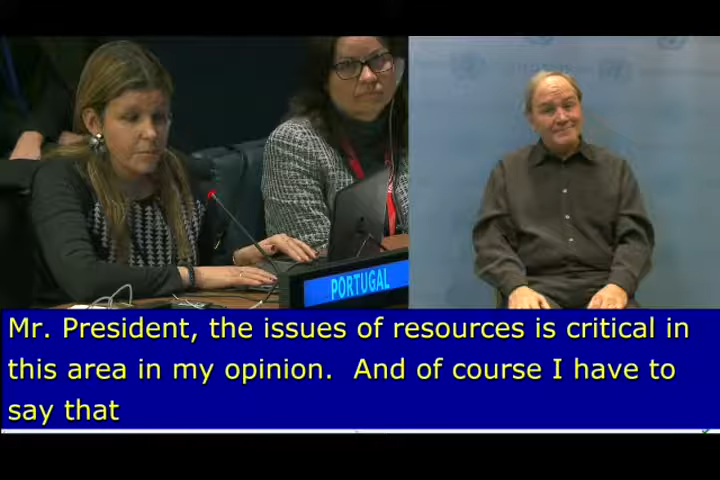 PORTUGAL
Mr. President, the issues of resources is critical in
this area in my opinion.  And of course I have to
say that